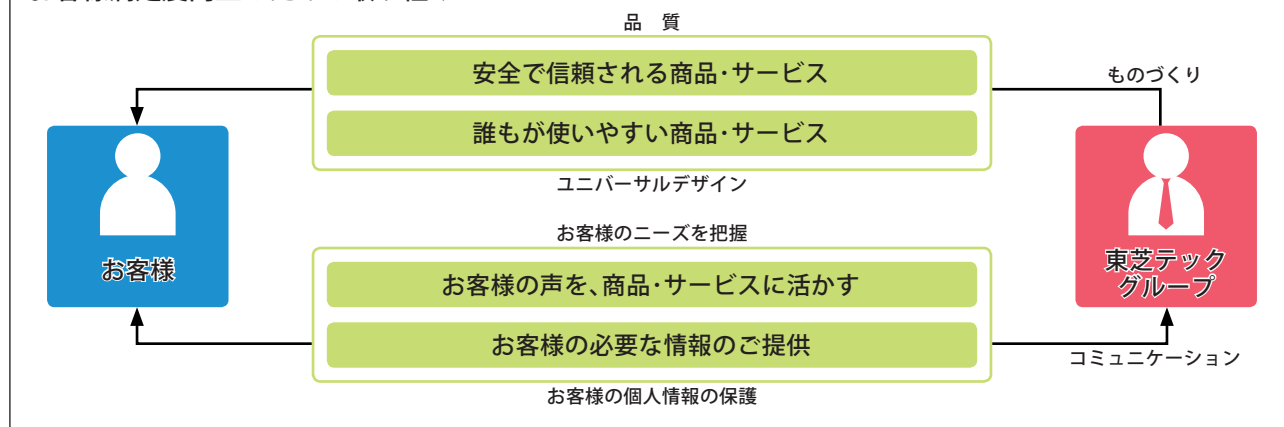 品　質
安全で信頼される商品・サービス
ものづくり
誰もが使いやすい商品・サービス
ユニバーサルデザイン
お客様
お客様のニーズを把握
お客様の声を、商品・サービスに活かす
東芝テック
グループ
お客様の必要な情報のご提供
コミュニケーション
お客様の個人情報の保護